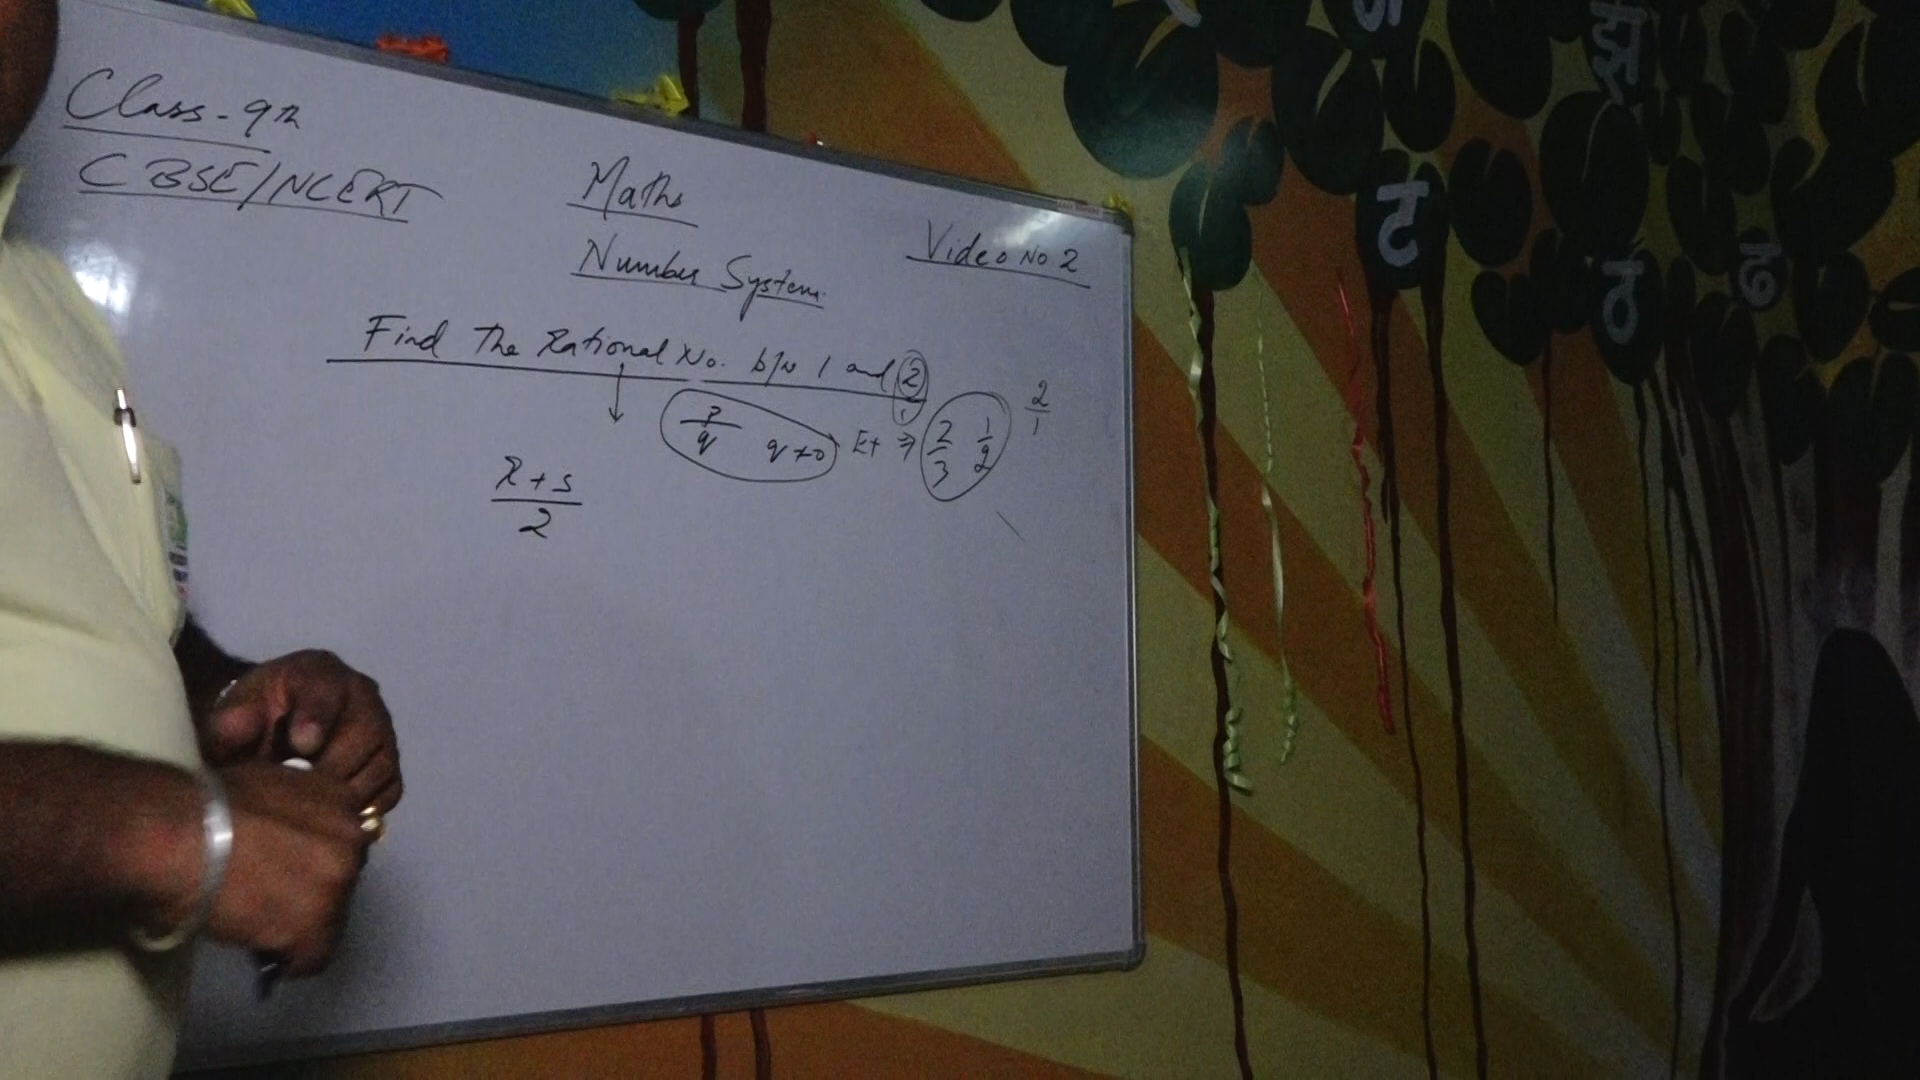 Class-9th
CBSE/NCERT
Maths
Number System
Video No 2
Find The Rational No. b/w 1 and 2
1
p/q q≠0 Ex ⇒ 2/3 1/2
2/1
r+s/2
झ
ट
ठ
ढ